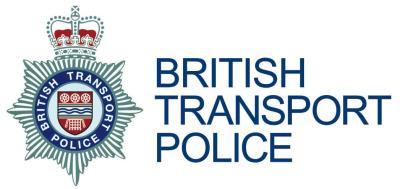 BRITISH TRANSPORT
POLICE
BRITISH
TRANSPORT
POLICE